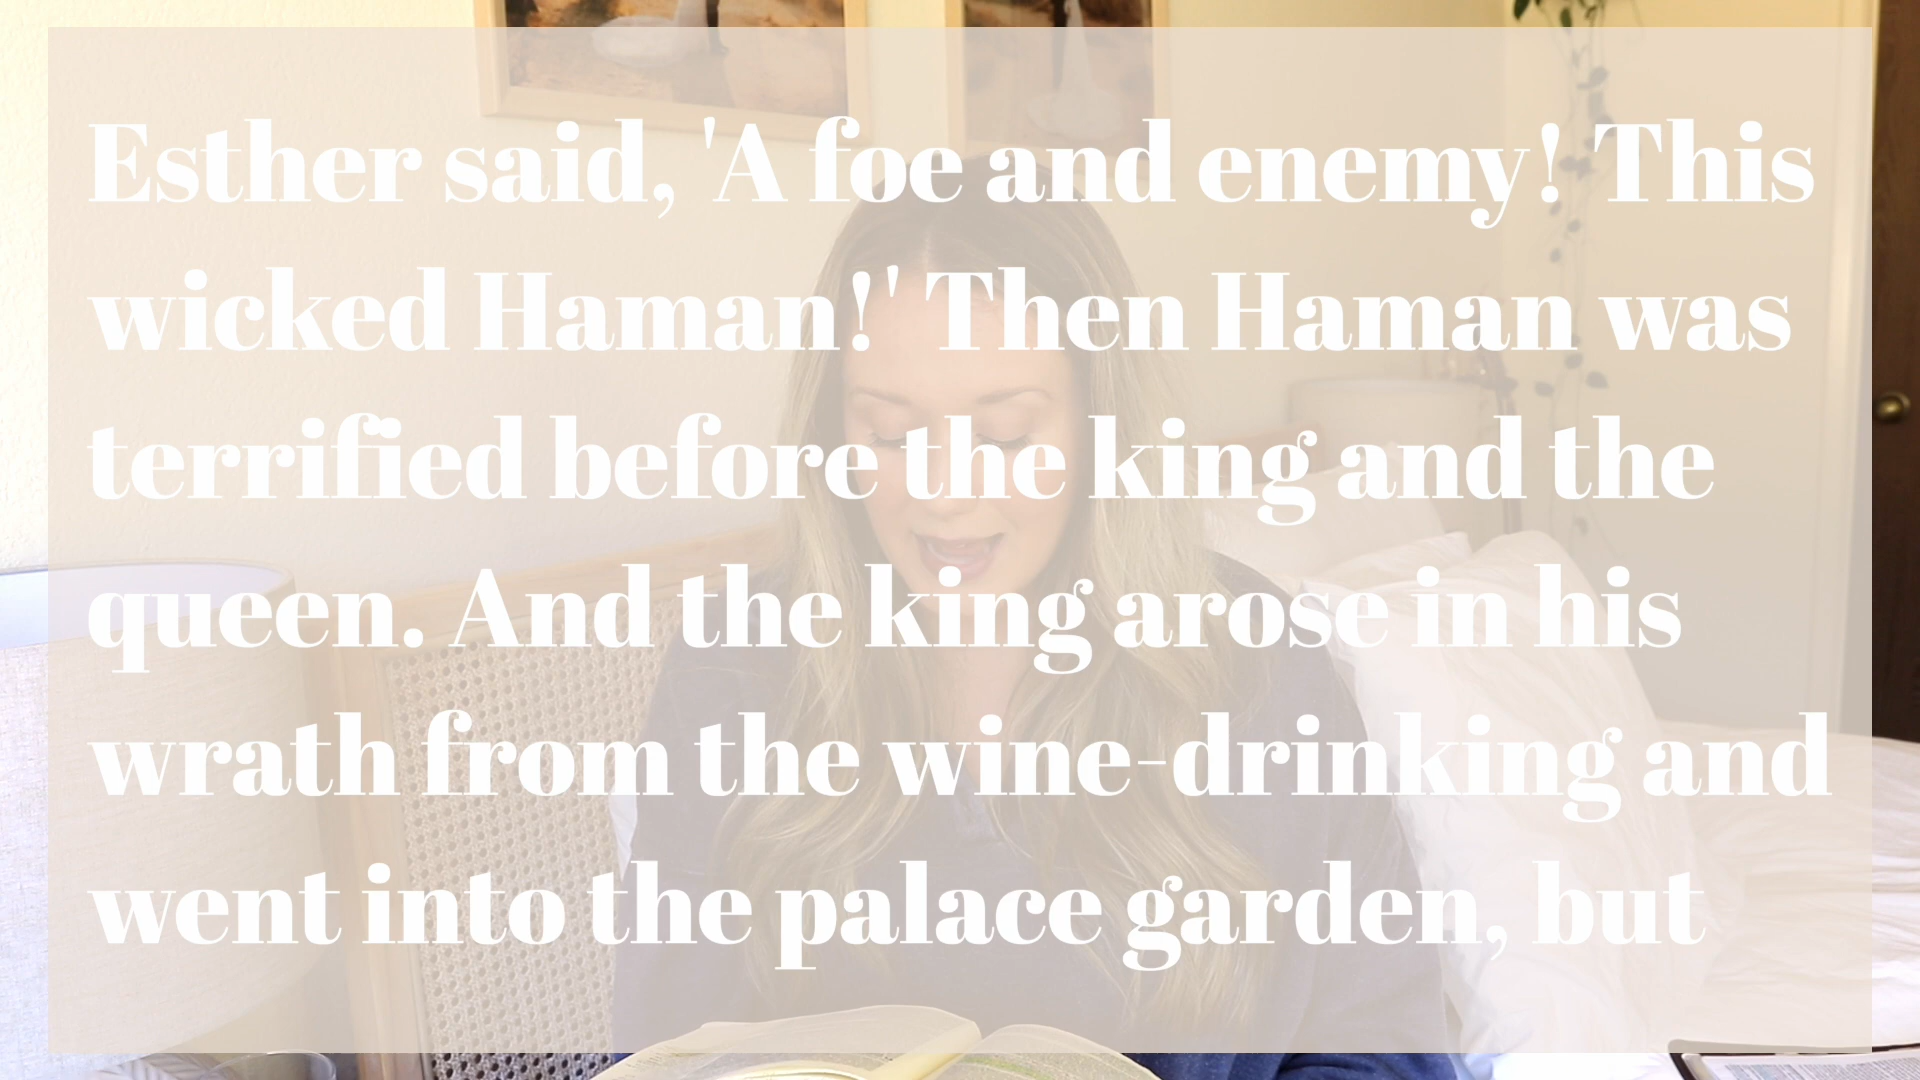 Esther said, 'A foe and enemy! This
wicked Haman!' Then Haman was
terrified before the king and the
queen. And the king arose in his
wrath from the wine-drinking and
went into the palace garden, but